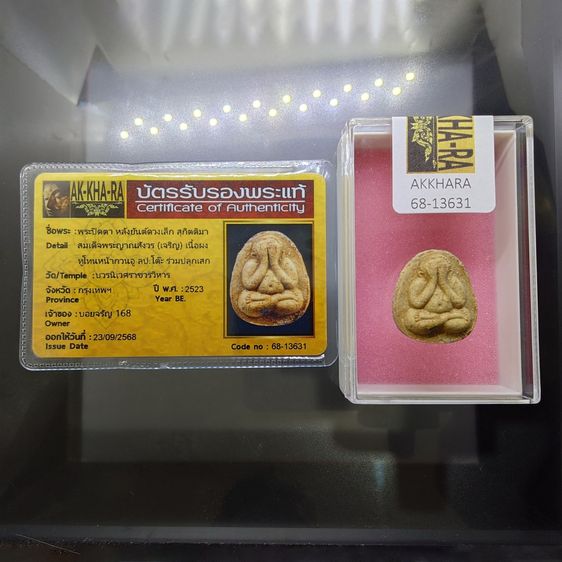 AK-KHA-RA
บัตรรับรองพระแท้
Certificate of Authenticity
ชื่อพระ : พระปิดตา หลังยันต์ดวงเล็ก สุกิตติมา
Detail สมเด็จพระญาณสังวร (เจริญ) เนื้อผง
หูไหนหน้ากวนอู ลป.โต๊ะ ร่วมปลุกเสก
วัด/Temple : บวรนิเวศราชวรวิหาร
จังหวัด : กรุงเทพฯ
Province
ปี พ.ศ. : 2523
Year BE.
เจ้าของ : บอยจรัญ 168
Owner
ออกให้วันที่ : 23/09/2568
Issue Date
Code no : 68-13631
KHA-RA
AKKHARA
68-13631